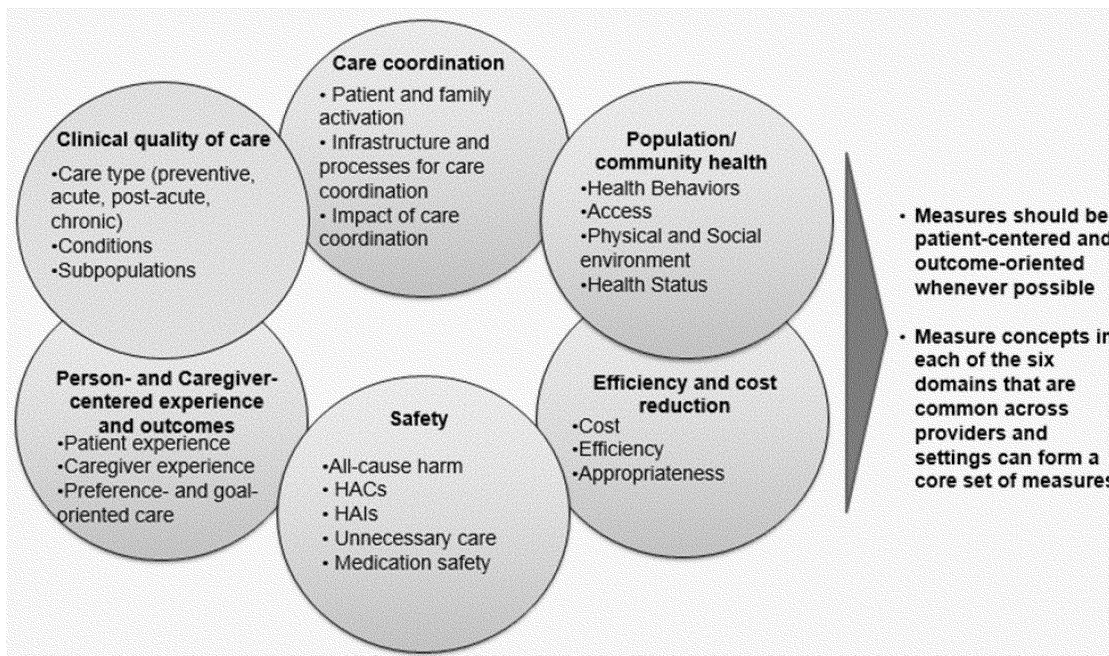 Care coordination
• Patient and family
activation
• Infrastructure and
processes for care
coordination
• Impact of care
coordination
Clinical quality of care
•Care type (preventive,
acute, post-acute,
chronic)
•Conditions
•Subpopulations
Population/
community health
•Health Behaviors
•Access
•Physical and Social
environment
•Health Status
Person- and Caregiver-
centered experience
and outcomes
•Patient experience
•Caregiver experience
•Preference- and goal-
oriented care
Safety
•All-cause harm
• HACs
• HAIs
• Unnecessary care
• Medication safety
Efficiency and cost
reduction
•Cost
•Efficiency
•Appropriateness
• Measures should be
patient-centered and
outcome-oriented
whenever possible
• Measure concepts in
each of the six
domains that are
common across
providers and
settings can form a
core set of measures